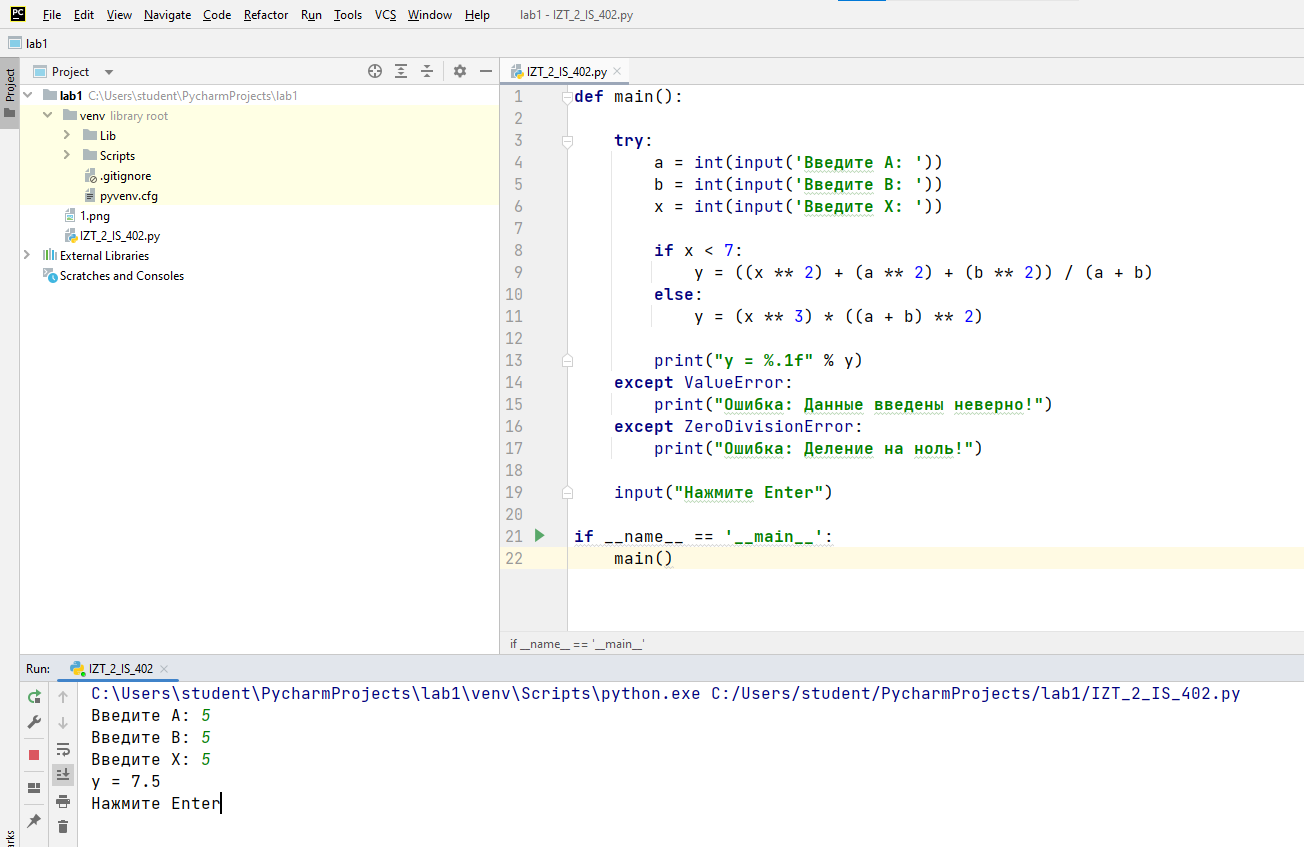 PC File Edit View Navigate Code Refactor Run Tools VCS Window Help lab1 - IZT_2_IS_402.py
lab1
Project
Project
lab1 C:\Users\student\PycharmProjects\lab1
venv library root
Lib
Scripts
.gitignore
pyvenv.cfg
1.png
IZT_2_IS_402.py
External Libraries
Scratches and Consoles
IZT_2_IS_402.py
1 def main():
2
3 try:
4 a = int(input('Введите A: '))
5 b = int(input('Введите B: '))
6 x = int(input('Введите X: '))
7
8 if x < 7:
9 y = ((x ** 2) + (a ** 2) + (b ** 2)) / (a + b)
10 else:
11 y = (x ** 3) * ((a + b) ** 2)
12
13 print("y = %.1f" % y)
14 except ValueError:
15 print("Ошибка: Данные введены неверно!")
16 except ZeroDivisionError:
17 print("Ошибка: Деление на ноль!")
18
19 input("Нажмите Enter")
20
21 if __name__ == '__main__':
22 main()
if __name__ == '__main__'
Run: IZT_2_IS_402
C:\Users\student\PycharmProjects\lab1\venv\Scripts\python.exe C:/Users/student/PycharmProjects/lab1/IZT_2_IS_402.py
Введите A: 5
Введите B: 5
Введите X: 5
y = 7.5
Нажмите Enter